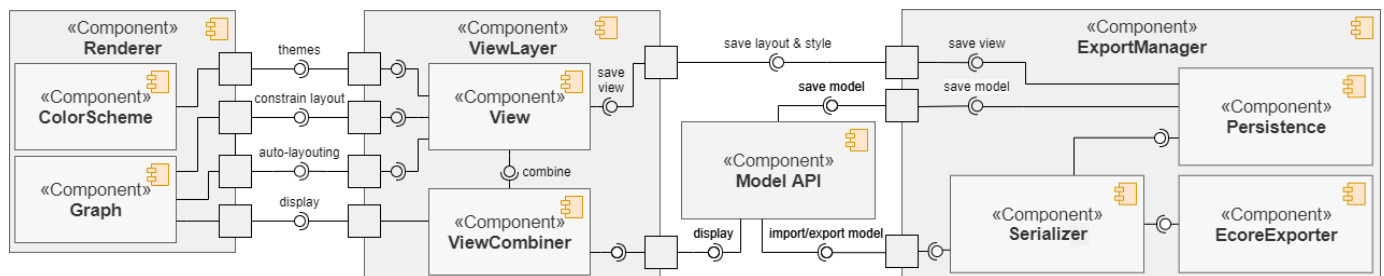 «Component»
Renderer
«Component»
ColorScheme
«Component»
Graph
themes
constrain layout
auto-layouting
display
«Component»
ViewLayer
«Component»
View
save
view
combine
«Component»
ViewCombiner
save layout & style
save model
«Component»
Model API
display
import/export model
«Component»
ExportManager
save view
save model
«Component»
Persistence
«Component»
Serializer
«Component»
EcoreExporter